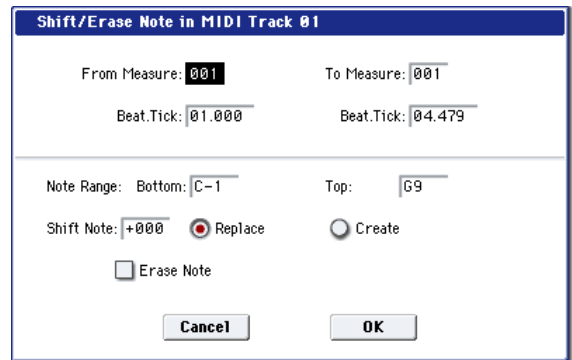 Shift/Erase Note in MIDI Track 01
From Measure: 001 To Measure: 001
Beat.Tick: 01.000 Beat.Tick: 04.479
Note Range: Bottom: C-1 Top: G9
Shift Note: +000 Replace Create
Erase Note
Cancel OK